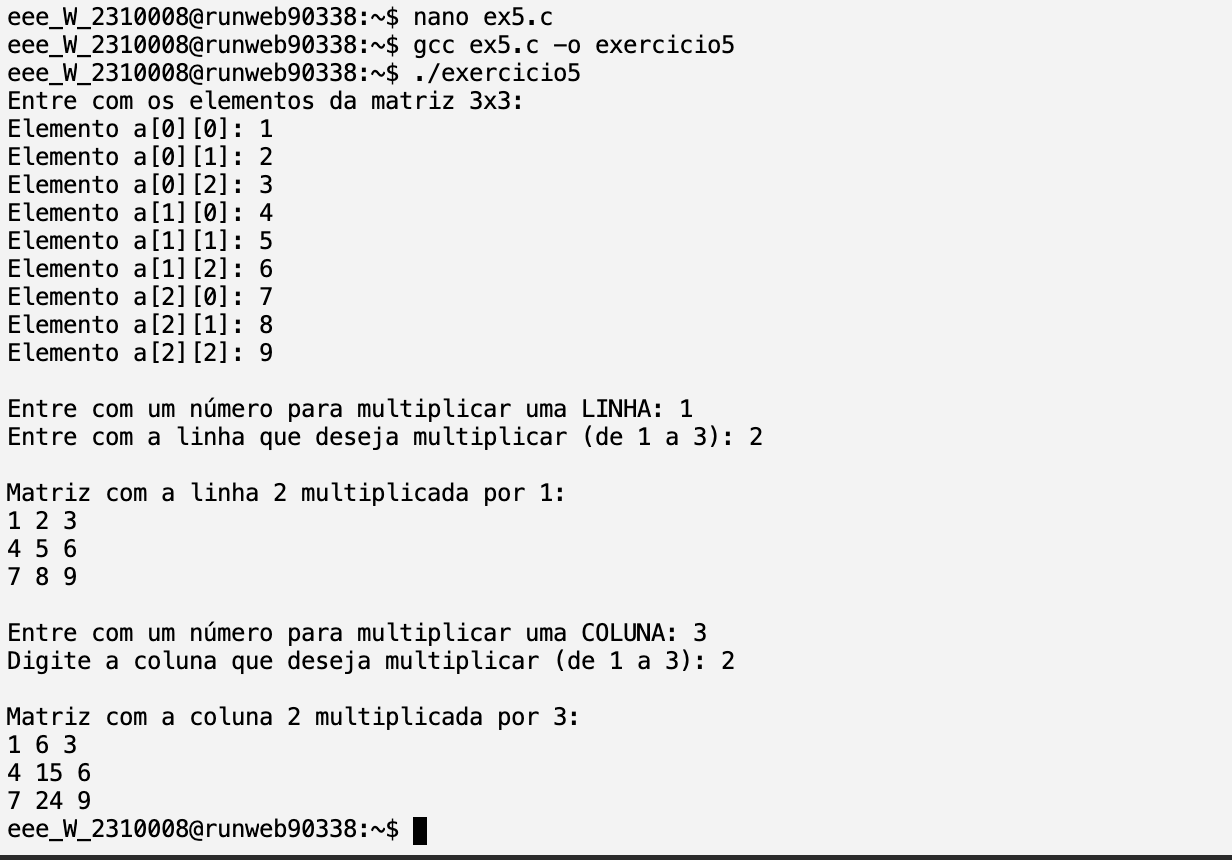 eee_W_2310008@runweb90338:~$ nano ex5.c
eee_W_2310008@runweb90338:~$ gcc ex5.c -o exercicio5
eee_W_2310008@runweb90338:~$ ./exercicio5
Entre com os elementos da matriz 3x3:
Elemento a[0][0]: 1
Elemento a[0][1]: 2
Elemento a[0][2]: 3
Elemento a[1][0]: 4
Elemento a[1][1]: 5
Elemento a[1][2]: 6
Elemento a[2][0]: 7
Elemento a[2][1]: 8
Elemento a[2][2]: 9

Entre com um número para multiplicar uma LINHA: 1
Entre com a linha que deseja multiplicar (de 1 a 3): 2

Matriz com a linha 2 multiplicada por 1:
1 2 3
4 5 6
7 8 9

Entre com um número para multiplicar uma COLUNA: 3
Digite a coluna que deseja multiplicar (de 1 a 3): 2

Matriz com a coluna 2 multiplicada por 3:
1 6 3
4 15 6
7 24 9
eee_W_2310008@runweb90338:~$